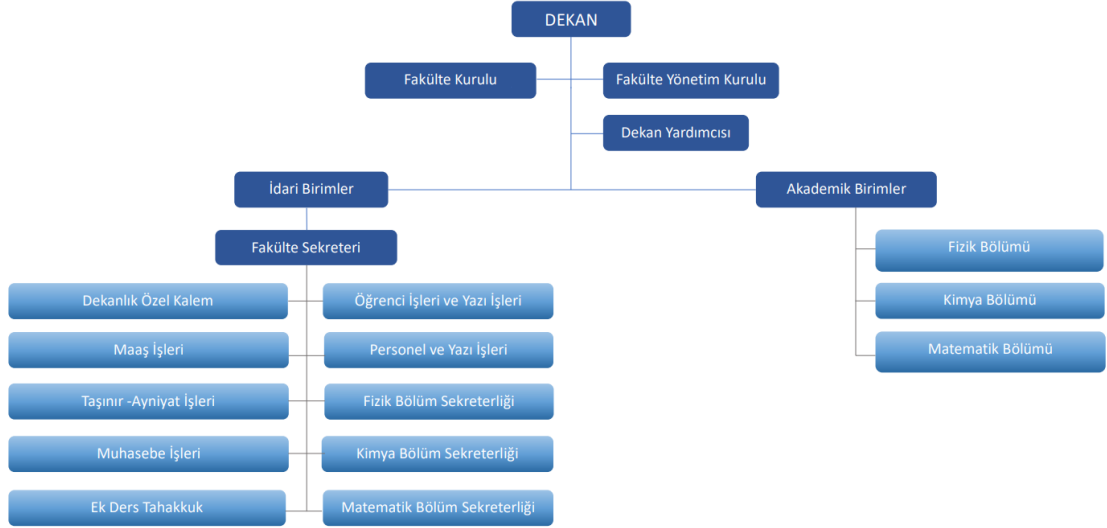 DEKAN
Fakülte Kurulu
Fakülte Yönetim Kurulu
Dekan Yardımcısı
İdari Birimler
Akademik Birimler
Fakülte Sekreteri
Fizik Bölümü
Dekanlık Özel Kalem
Öğrenci İşleri ve Yazı İşleri
Kimya Bölümü
Maaş İşleri
Personel ve Yazı İşleri
Matematik Bölümü
Taşınır -Ayniyat İşleri
Fizik Bölüm Sekreterliği
Muhasebe İşleri
Kimya Bölüm Sekreterliği
Ek Ders Tahakkuk
Matematik Bölüm Sekreterliği